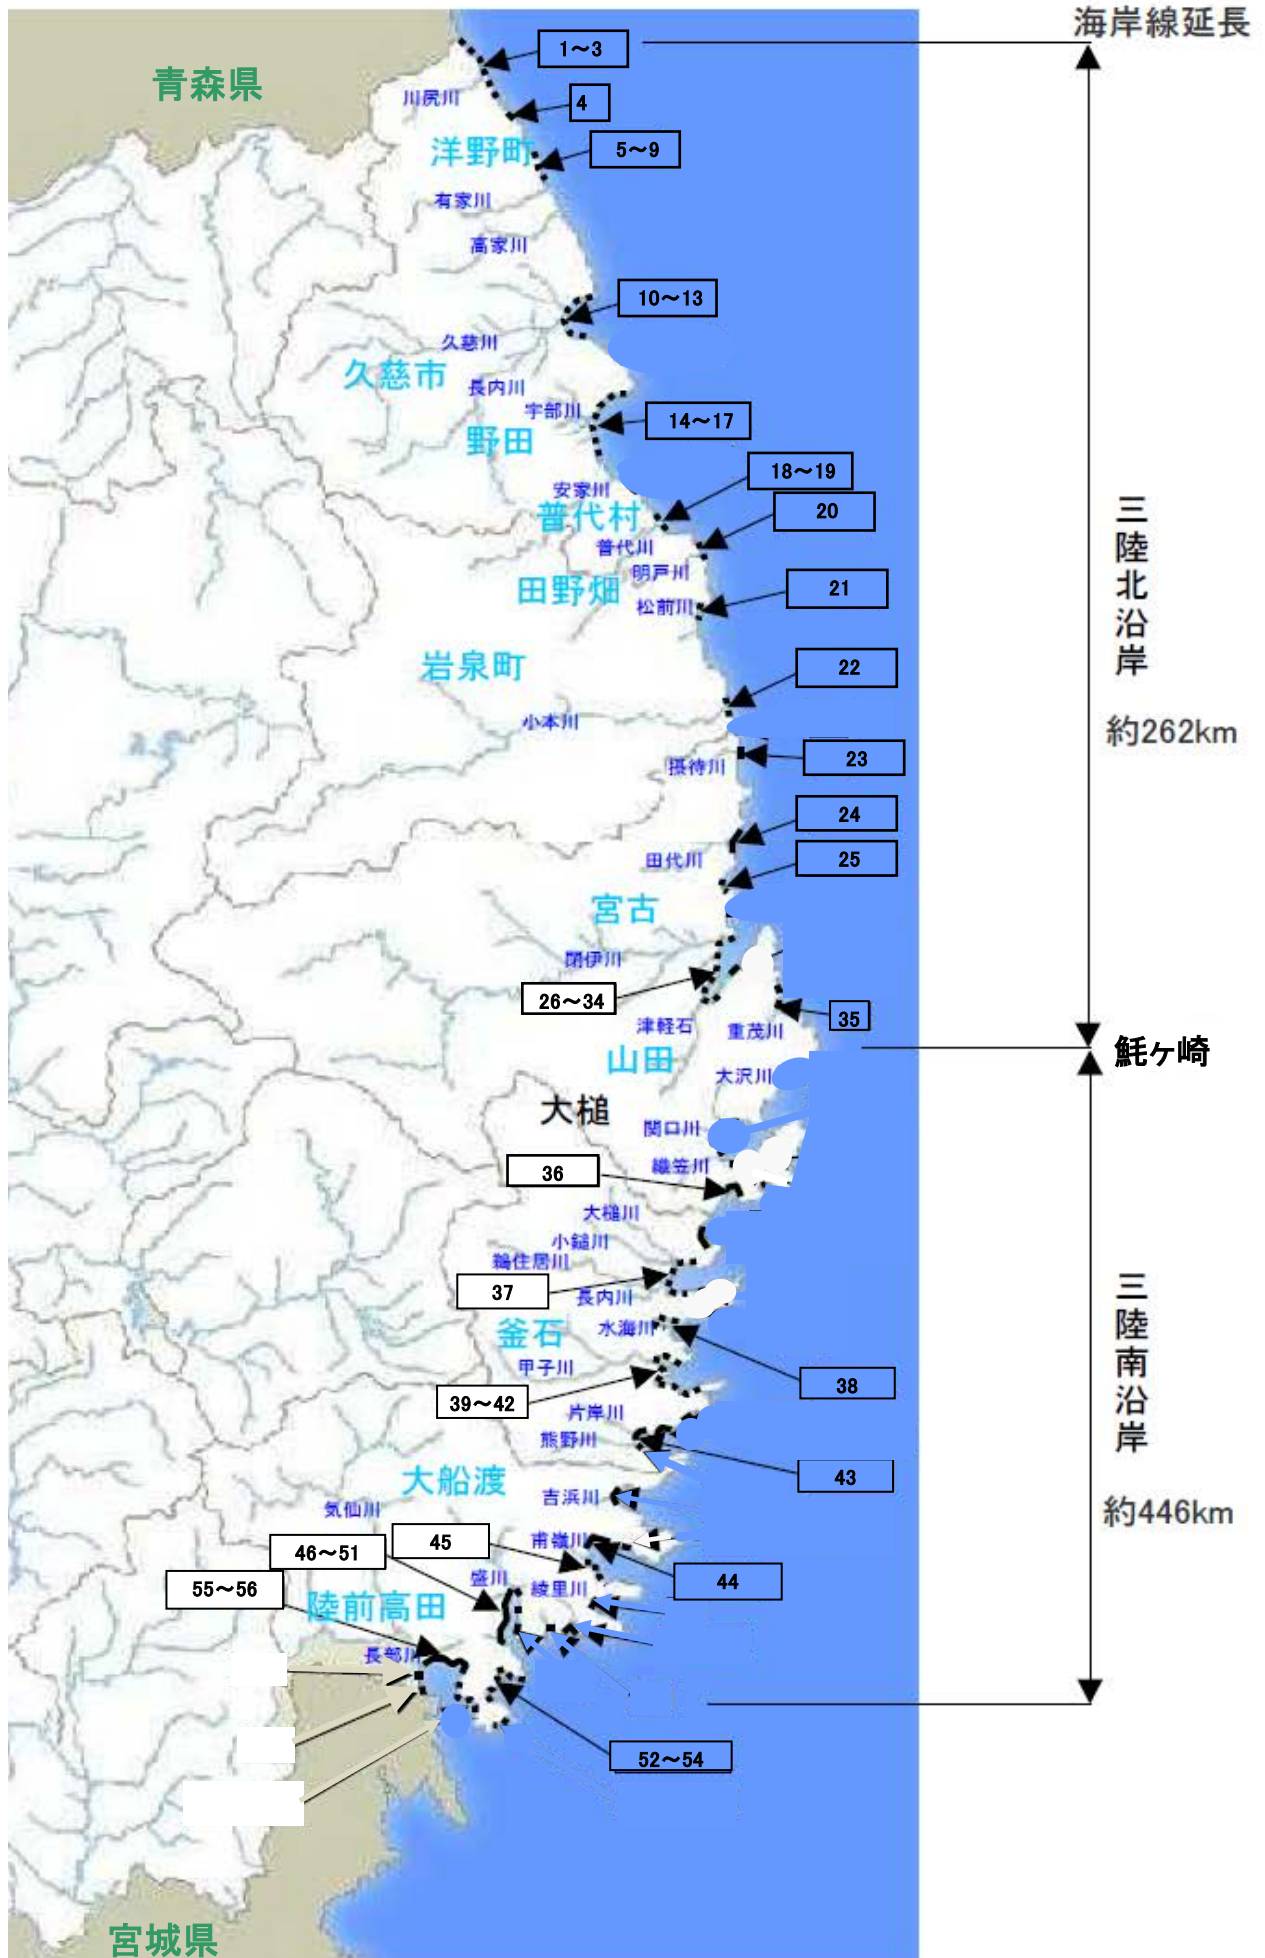 海岸線延長
1～3
青森県
川尻川
4
洋野町
5～9
有家川
高家川
10～13
久慈川
久慈市
長内川
宇部川
14～17
野田
18～19
安家川
普代村
20
普代川
明戸川
田野畑
21
松前川
三陸北沿岸
約262km
岩泉町
22
小本川
23
摂待川
24
田代川
25
宮古
閉伊川
26～34
35
津軽石
重茂川
山田
魹ヶ崎
大沢川
大槌
関口川
織笠川
36
大槌川
小鎚川
鵜住居川
37
長内川
釜石
水海川
甲子川
38
39～42
片岸川
熊野川
三陸南沿岸
約446km
43
大船渡
吉浜川
気仙川
45
甫嶺川
46～51
44
盛川
綾里川
55～56
陸前高田
長部川
52～54
宮城県